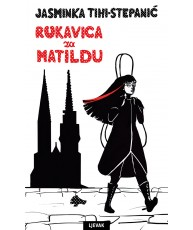 JASMINKA TIHI-STEPANIĆ
RUKAVICA
za
MATILDU
LJEVAK